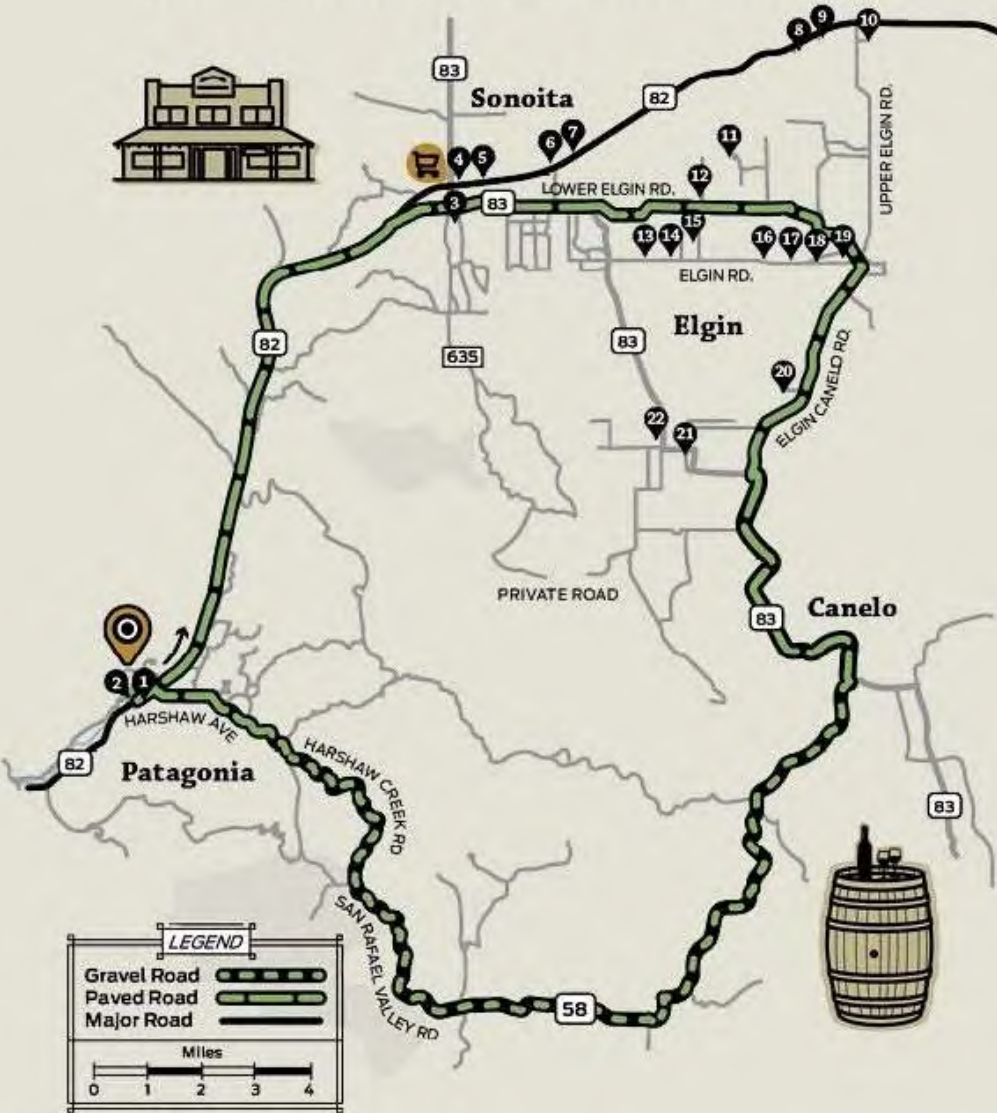 8
9
10
83
Sonoita
82
UPPER ELGIN RD.
6
7
11
4
5
12
LOWER ELGIN RD.
3
83
15
13
14
16
17
18
19
ELGIN RD.
Elgin
82
83
635
20
ELGIN CANELO RD.
22
21
PRIVATE ROAD
Canelo
83
2
1
HARSHAW AVE
82
Patagonia
HARSHAW CREEK RD
83
SAN RAFAEL VALLEY RD
58
LEGEND
Gravel Road
Paved Road
Major Road
Miles
0 1 2 3 4